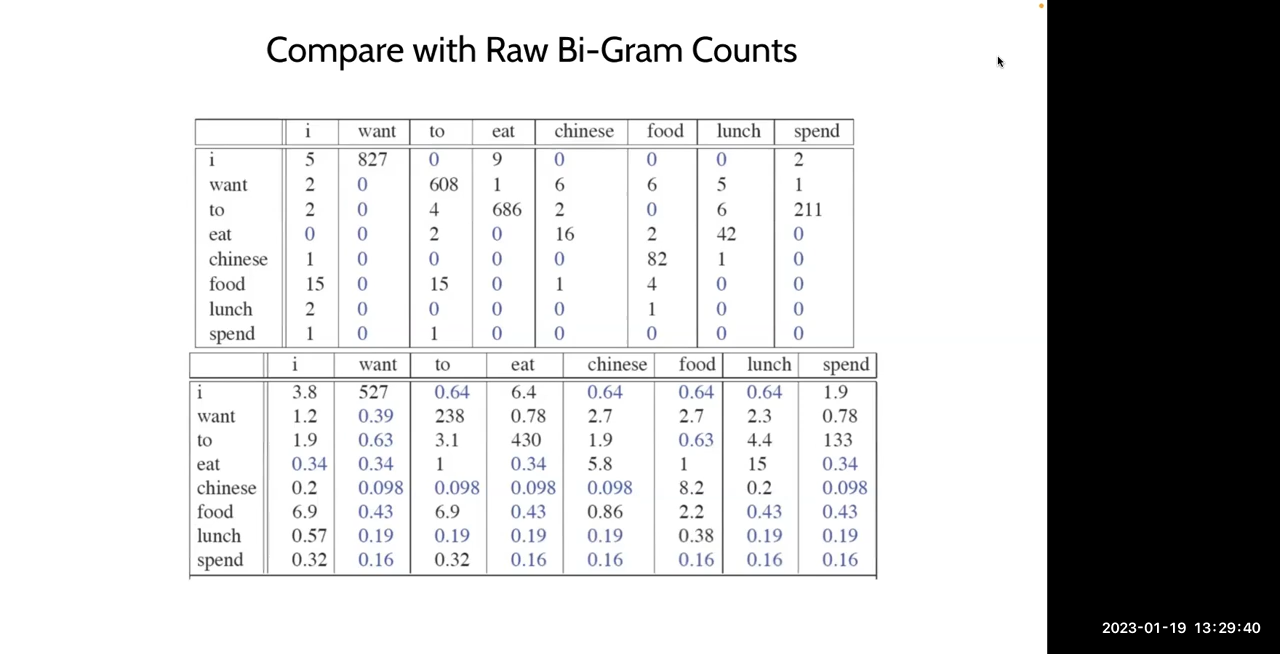 Compare with Raw Bi-Gram Counts
i want to eat chinese food lunch spend
i 5 827 0 9 0 0 0 2
want 2 0 608 1 6 6 5 1
to 2 0 4 686 2 0 6 211
eat 0 0 2 0 16 2 42 0
chinese 1 0 0 0 0 82 1 0
food 15 0 15 0 1 4 0 0
lunch 2 0 0 0 0 1 0 0
spend 1 0 1 0 0 0 0 0
i want to eat chinese food lunch spend
i 3.8 527 0.64 6.4 0.64 0.64 0.64 1.9
want 1.2 0.39 238 0.78 2.7 2.7 2.3 0.78
to 1.9 0.63 3.1 430 1.9 0.63 4.4 133
eat 0.34 0.34 1 0.34 5.8 1 15 0.34
chinese 0.2 0.098 0.098 0.098 0.098 8.2 0.2 0.098
food 6.9 0.43 6.9 0.43 0.86 2.2 0.43 0.43
lunch 0.57 0.19 0.19 0.19 0.19 0.38 0.19 0.19
spend 0.32 0.16 0.32 0.16 0.16 0.16 0.16 0.16
2023-01-19 13:29:40